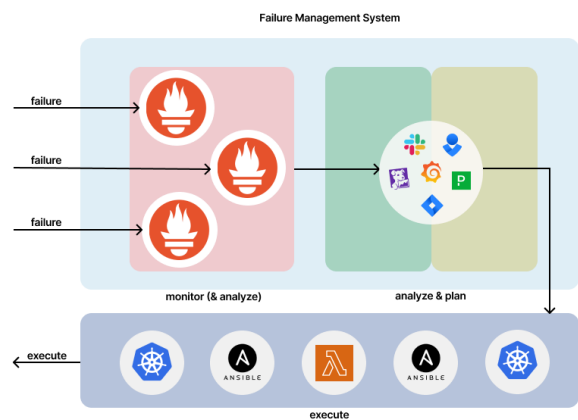 Failure Management System
failure
failure
failure
P
monitor (& analyze)
analyze & plan
execute
A
ANSIBLE
A
ANSIBLE
execute